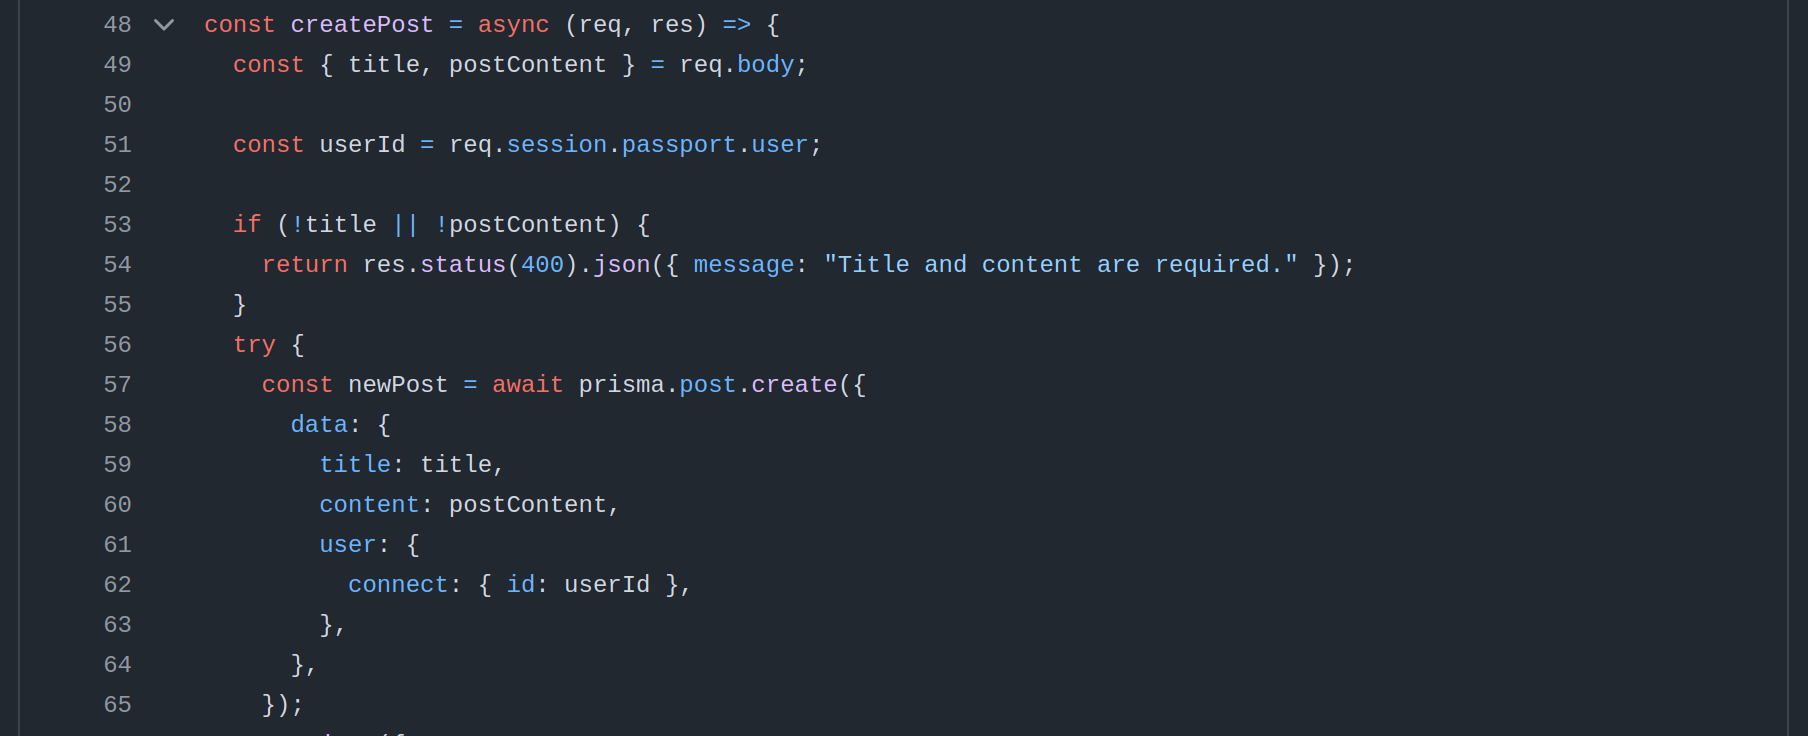 48 const createPost = async (req, res) => {
49   const { title, postContent } = req.body;
50
51   const userId = req.session.passport.user;
52
53   if (!title || !postContent) {
54     return res.status(400).json({ message: "Title and content are required." });
55   }
56   try {
57     const newPost = await prisma.post.create({
58       data: {
59         title: title,
60         content: postContent,
61         user: {
62           connect: { id: userId },
63         },
64       },
65     });